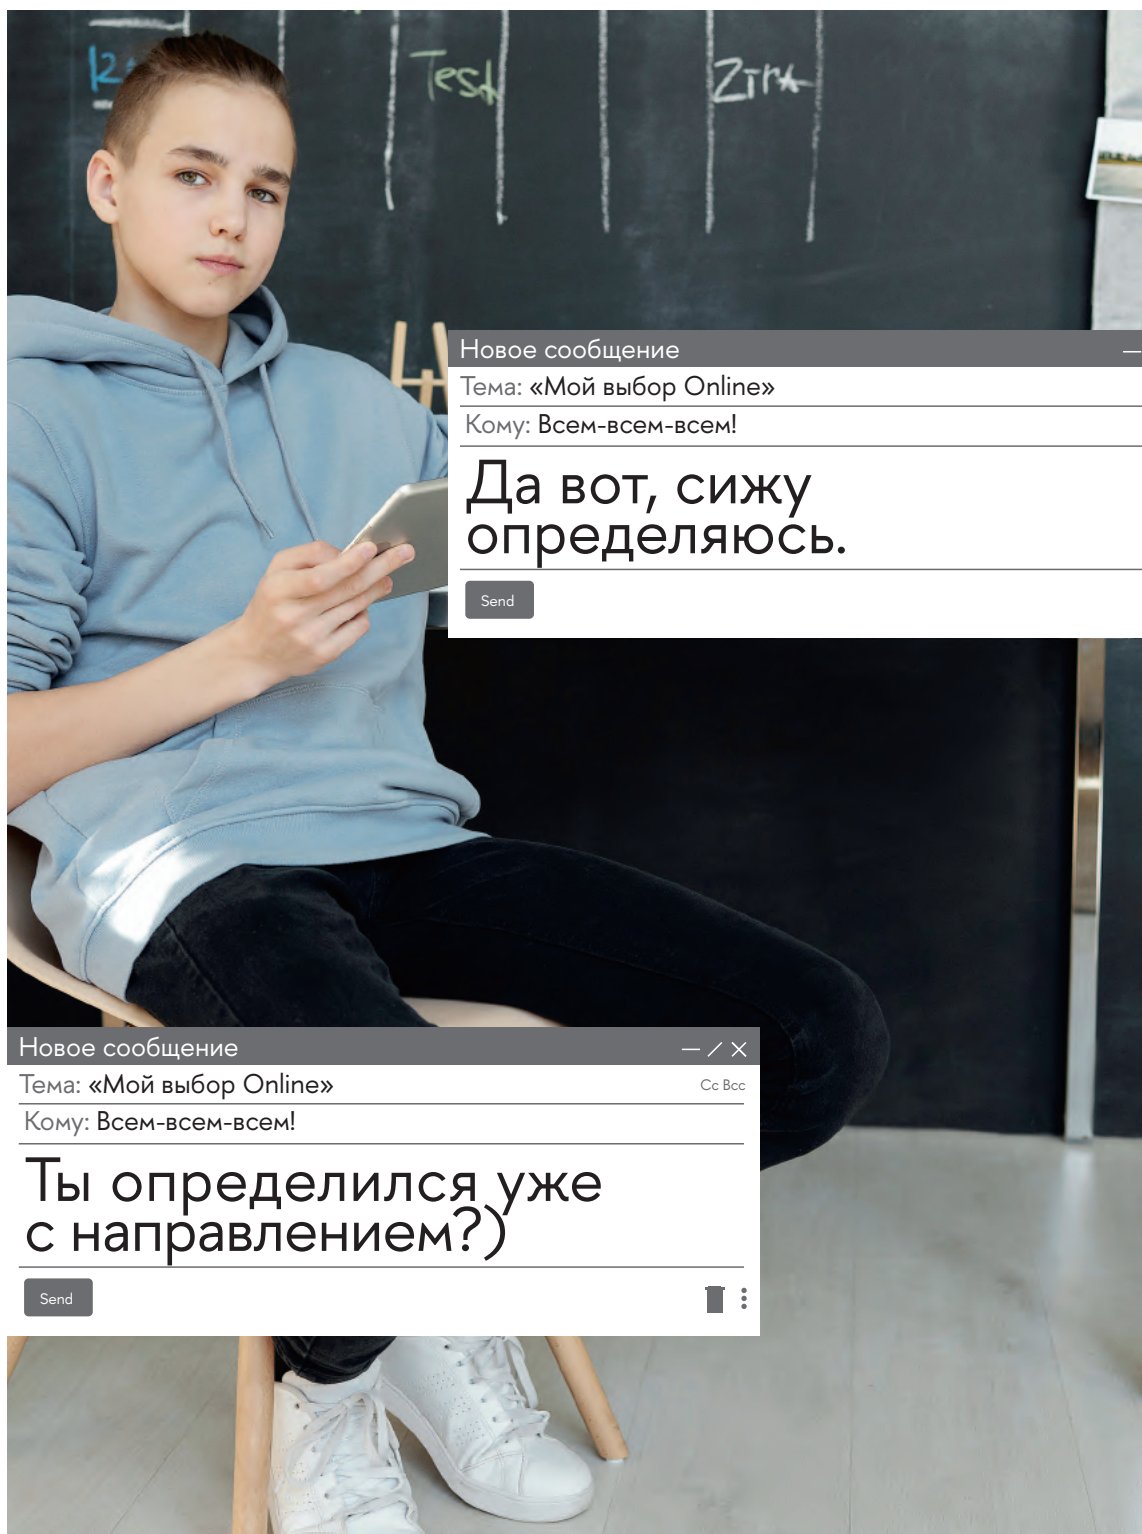 Test
Новое сообщение
Тема: «Мой выбор Online»
Кому: Всем-всем-всем!
Да вот, сижу
определяюсь.
Send
Новое сообщение
Тема: «Мой выбор Online»
Cc Bcc
Кому: Всем-всем-всем!
Ты определился уже
с направлением?)
Send